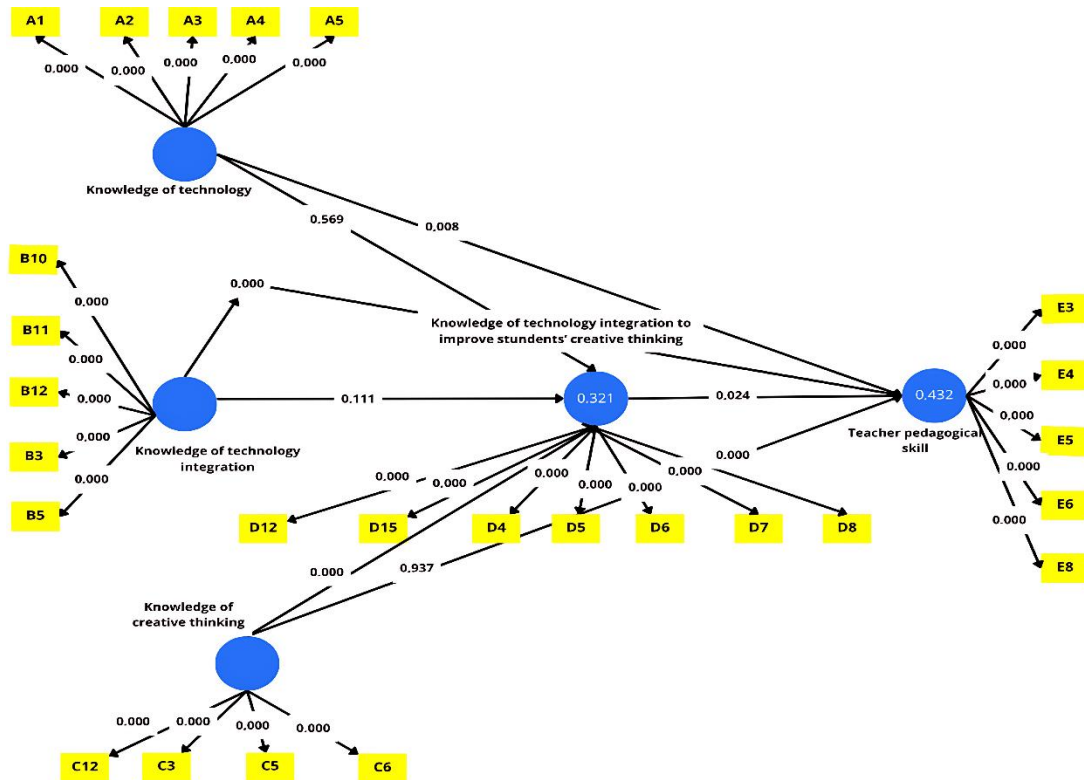 A1 A2 A3 A4 A5
0.000 0.000 0.000 0.000 0.000
Knowledge of technology
0.569 0,008
B10
0,000
0.000
B11
0.000
B12
0.000
B3
0.000
B5
0.000
Knowledge of technology
integration
0.111
Knowledge of technology integration to
improve stundents' creative thinking
0.321
0.024
0.432
Teacher pedagogical
skill
E3
0.000
E4
0.000
E5
0.000
E6
0.000
E8
0.000
0.000 0.000 0.000 0.000 0.000 0.000 0.000
D12 D15 D4 D5 D6 D7 D8
0.000
0.000
0.937
Knowledge of
creative thinking
0.000 0.000 0,000 0.000
C12 C3 C5 C6